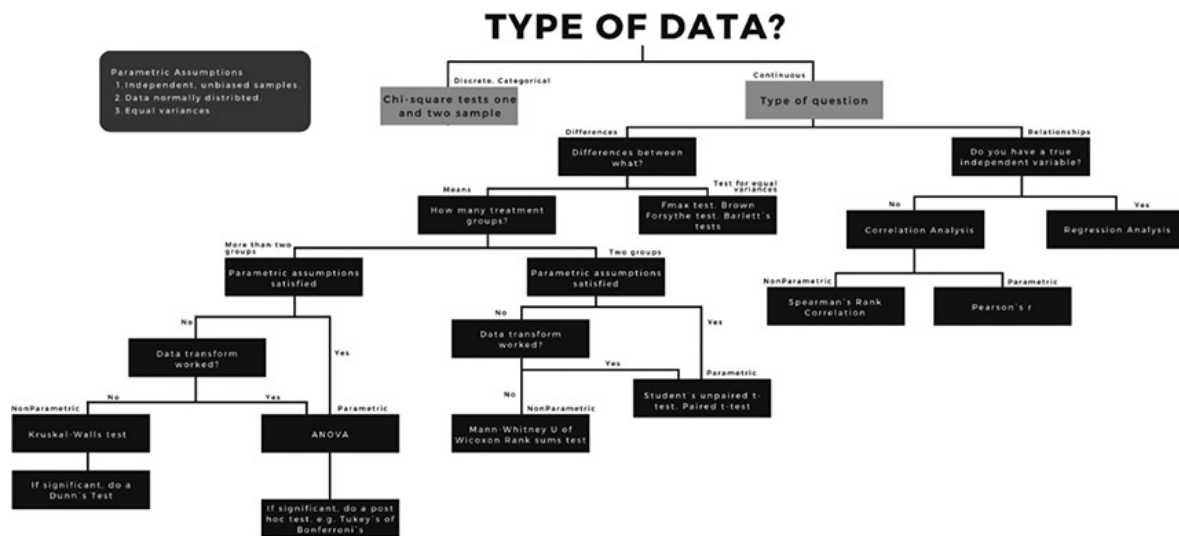 TYPE OF DATA?
Parametric Assumptions
1. Independent, unbiased samples.
2. Data normally distribted.
3. Equal variances
Discrete. Categorical
Continuous
Chi-square tests one
and two sample
Type of question
Differences
Relationships
Differences between
what?
Do you have a true
independent variable?
Means
Test for equal
variances
How many treatment
groups?
Fmax test. Brown
Forsythe test. Barlett´s
tests
No
Yes
Correlation Analysis
Regression Analysis
More than two
groups
Two groups
Parametric assumptions
satisfied
Parametric assumptions
satisfied
NonParametric
Parametric
Spearman´s Rank
Correlation
Pearson´s r
No
Yes
No
Yes
Data transform
worked?
Data transform
worked?
Yes
No
Parametric
NonParametric
Student´s unpaired t-
test. Paired t-test
Mann-Whitney U of
Wicoxon Rank sums test
No
Yes
NonParametric
Parametric
Kruskal-Walls test
ANOVA
If significant, do a
Dunn´s Test
If significant, do a post
hoc test. e.g. Tukey´s of
Bonferroni´s